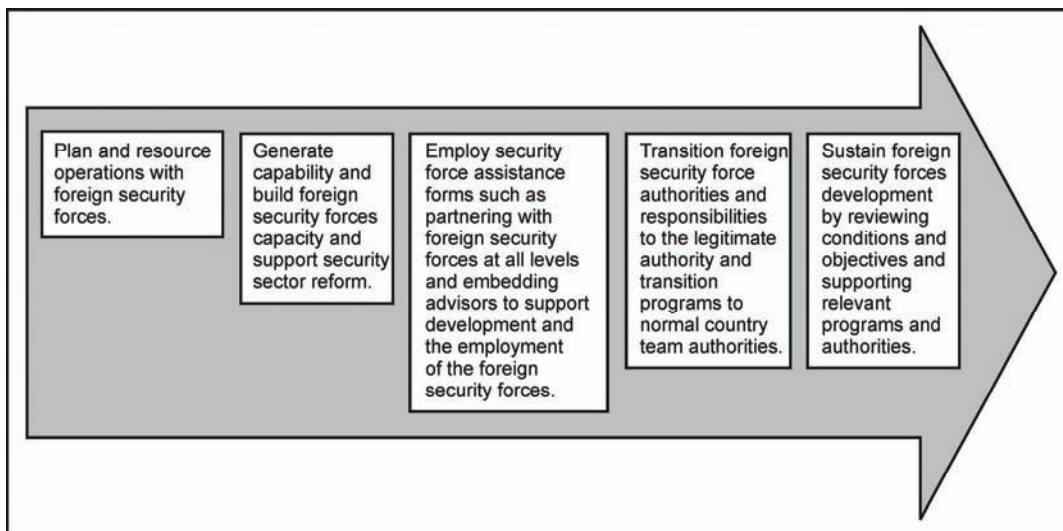 Plan and resource
operations with
foreign security
forces.
Generate
capability and
build foreign
security forces
capacity and
support security
sector reform.
Employ security
force assistance
forms such as
partnering with
foreign security
forces at all levels
and embedding
advisors to support
development and
the employment
of the foreign
security forces.
Transition foreign
security force
authorities and
responsibilities
to the legitimate
authority and
transition
programs to
normal country
team authorities.
Sustain foreign
security forces
development
by reviewing
conditions and
objectives and
supporting
relevant
programs and
authorities.